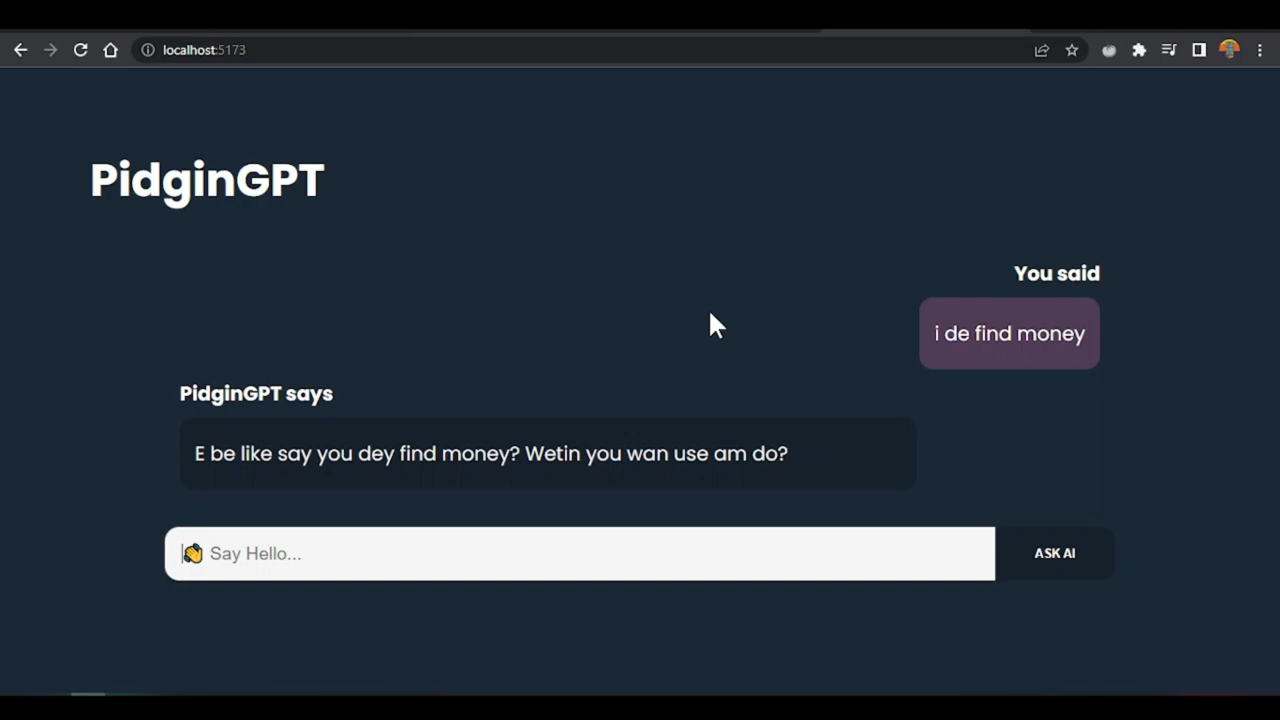 localhost:5173
PidginGPT
You said
i de find money
PidginGPT says
E be like say you dey find money? Wetin you wan use am do?
👋 Say Hello...
ASK AI